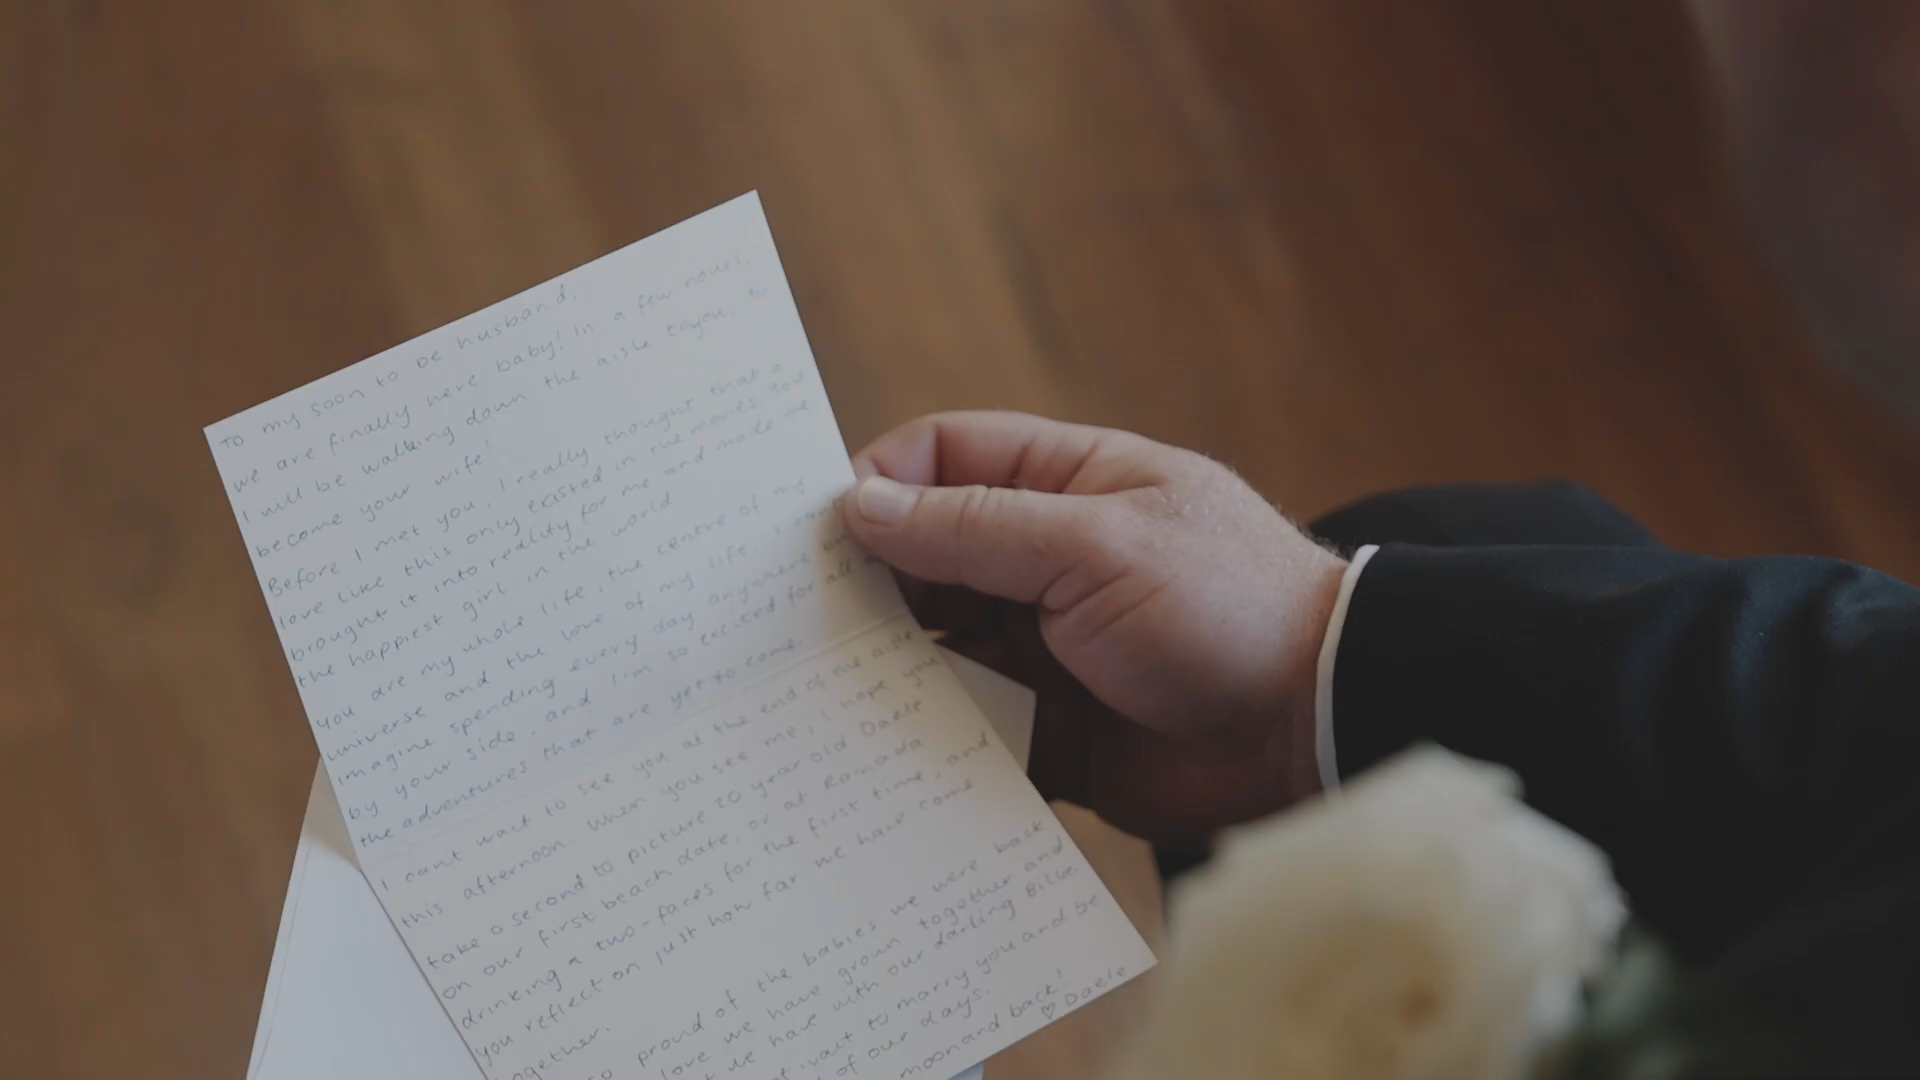 To my soon to be husband,
we are finally here baby! In a few hours,
I will be walking down the aisle to you, to
become your wife!
Before I met you, I really thought that a
love like this only existed in the movies. You
brought it into reality for me and made me
the happiest girl in the world.
You are my whole life, the centre of my
universe and the love of my life. I can't
imagine spending every day anywhere but
by your side, and I'm so excited for all
the adventures that are yet to come.
I can't wait to see you at the end of the aisle
this afternoon. When you see me, I hope you
take a second to picture 20 year old Daele
on our first beach date, or at Ramada
drinking a two-faces for the first time, and
you reflect on just how far we have come
together.
so proud of the babies we were back
love we have grown together and
we have with our darling Billie.
wait to marry you and be
of our days.
moon and back!
♡ Daele